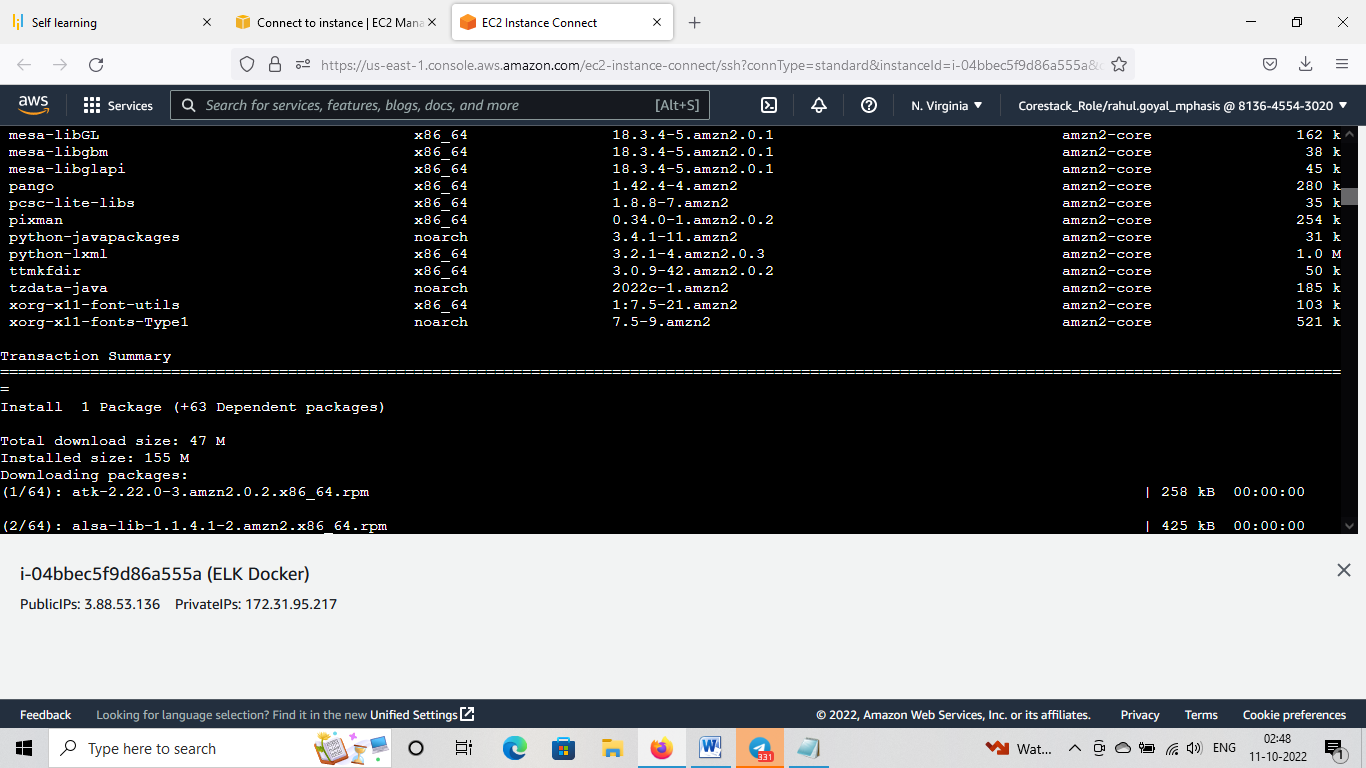 Self learning
Connect to instance | EC2 Mana
EC2 Instance Connect
https://us-east-1.console.aws.amazon.com/ec2-instance-connect/ssh?connType=standard&instanceId=i-04bbec5f9d86a555a&
aws
Services
Search for services, features, blogs, docs, and more
[Alt+S]
N. Virginia
Corestack_Role/rahul.goyal_mphasis @ 8136-4554-3020
mesa-libGL x86_64 18.3.4-5.amzn2.0.1 amzn2-core 162 k
mesa-libgbm x86_64 18.3.4-5.amzn2.0.1 amzn2-core 38 k
mesa-libglapi x86_64 18.3.4-5.amzn2.0.1 amzn2-core 45 k
pango x86_64 1.42.4-4.amzn2 amzn2-core 280 k
pcsc-lite-libs x86_64 1.8.8-7.amzn2 amzn2-core 35 k
pixman x86_64 0.34.0-1.amzn2.0.2 amzn2-core 254 k
python-javapackages noarch 3.4.1-11.amzn2 amzn2-core 31 k
python-lxml x86_64 3.2.1-4.amzn2.0.3 amzn2-core 1.0 M
ttmkfdir x86_64 3.0.9-42.amzn2.0.2 amzn2-core 50 k
tzdata-java noarch 2022c-1.amzn2 amzn2-core 185 k
xorg-x11-font-utils x86_64 1:7.5-21.amzn2 amzn2-core 103 k
xorg-x11-fonts-Type1 noarch 7.5-9.amzn2 amzn2-core 521 k
Transaction Summary
=====================================================================================================================================================
=
Install  1 Package (+63 Dependent packages)
Total download size: 47 M
Installed size: 155 M
Downloading packages:
(1/64): atk-2.22.0-3.amzn2.0.2.x86_64.rpm | 258 kB  00:00:00
(2/64): alsa-lib-1.1.4.1-2.amzn2.x86_64.rpm | 425 kB  00:00:00
i-04bbec5f9d86a555a (ELK Docker)
PublicIPs: 3.88.53.136 PrivateIPs: 172.31.95.217
Feedback
Looking for language selection? Find it in the new Unified Settings
© 2022, Amazon Web Services, Inc. or its affiliates.
Privacy
Terms
Cookie preferences
Type here to search
331
Wat...
ENG
02:48
11-10-2022
1